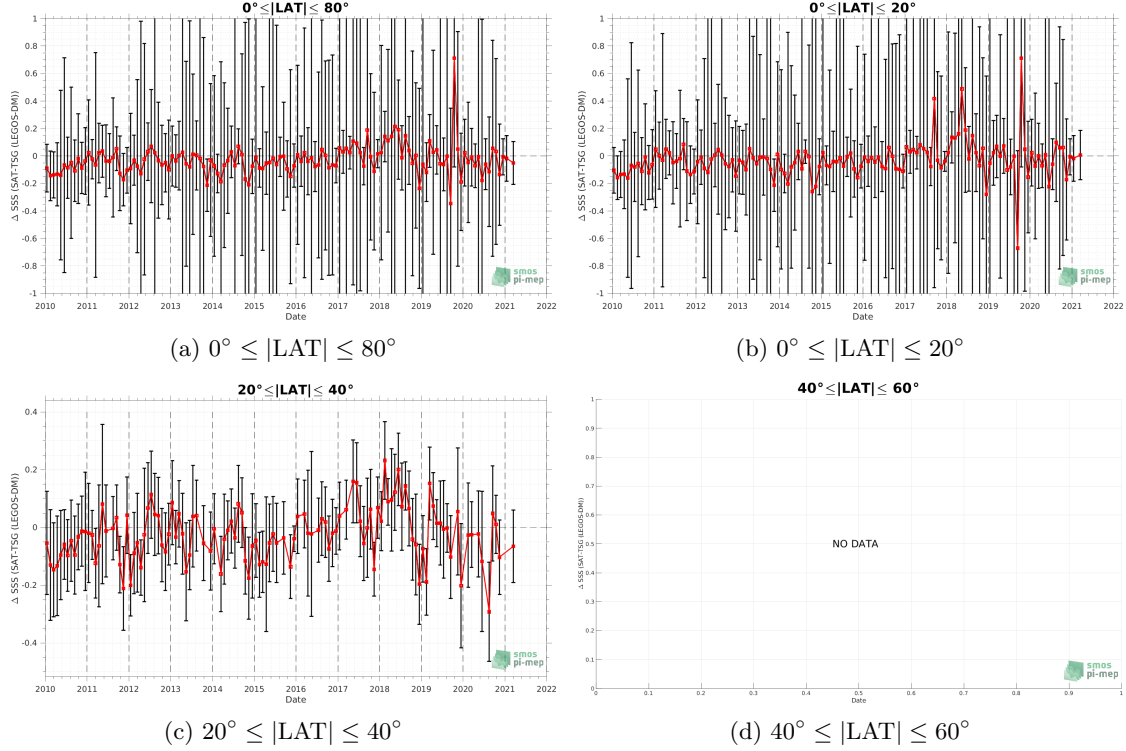 0°≤|LAT|≤ 80°
Δ SSS (SAT-TSG (LEGOS-DM))
1
0.8
0.6
0.4
0.2
0
-0.2
-0.4
-0.6
-0.8
-1
2010 2011 2012 2013 2014 2015 2016 2017 2018 2019 2020 2021 2022
Date
smos
pi-mep
(a) 0° ≤ |LAT| ≤ 80°
0°≤|LAT|≤ 20°
Δ SSS (SAT-TSG (LEGOS-DM))
1
0.8
0.6
0.4
0.2
0
-0.2
-0.4
-0.6
-0.8
-1
2010 2011 2012 2013 2014 2015 2016 2017 2018 2019 2020 2021 2022
Date
smos
pi-mep
(b) 0° ≤ |LAT| ≤ 20°
20°≤|LAT|≤ 40°
Δ SSS (SAT-TSG (LEGOS-DM))
0.4
0.2
0
-0.2
-0.4
2010 2011 2012 2013 2014 2015 2016 2017 2018 2019 2020 2021 2022
Date
smos
pi-mep
(c) 20° ≤ |LAT| ≤ 40°
40°≤|LAT|≤ 60°
Δ SSS (SAT-TSG (LEGOS-DM))
1
0.9
0.8
0.7
0.6
0.5
0.4
0.3
0.2
0.1
0
NO DATA
0 0.1 0.2 0.3 0.4 0.5 0.6 0.7 0.8 0.9 1
Date
smos
pi-mep
(d) 40° ≤ |LAT| ≤ 60°